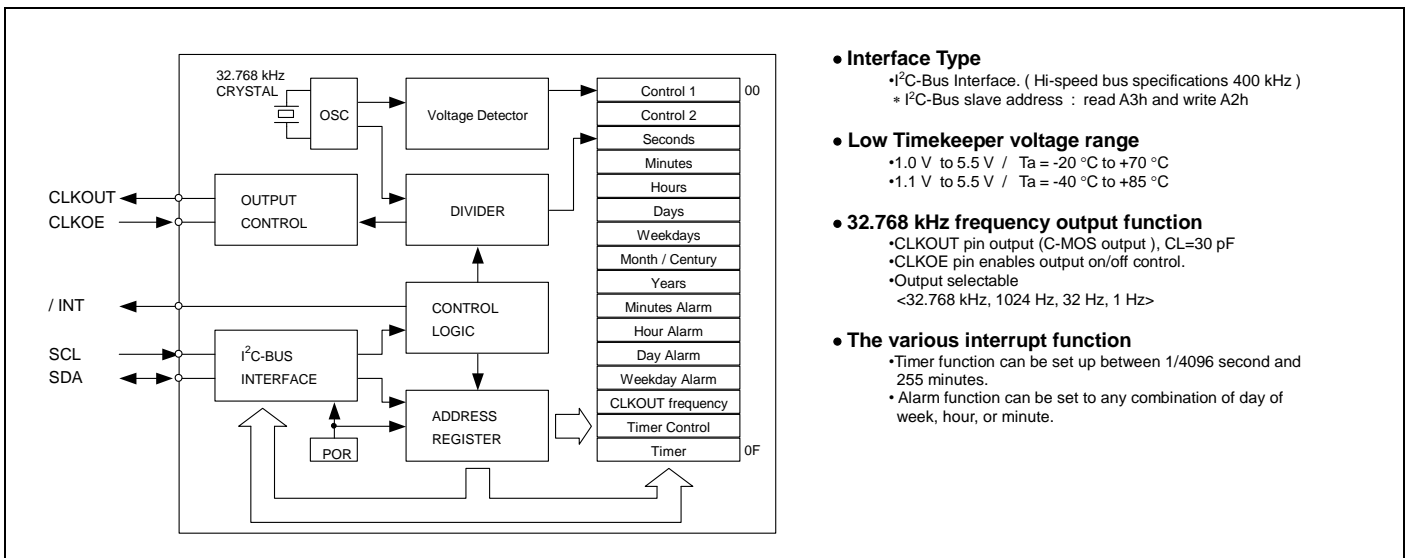 32.768 kHz
CRYSTAL
OSC
Voltage Detector
CLKOUT
CLKOE
OUTPUT
CONTROL
DIVIDER
/ INT
CONTROL
LOGIC
SCL
SDA
I²C-BUS
INTERFACE
ADDRESS
REGISTER
POR
Control 1 00
Control 2
Seconds
Minutes
Hours
Days
Weekdays
Month / Century
Years
Minutes Alarm
Hour Alarm
Day Alarm
Weekday Alarm
CLKOUT frequency
Timer Control
Timer 0F
● Interface Type
•I²C-Bus Interface. ( Hi-speed bus specifications 400 kHz )
∗ I²C-Bus slave address : read A3h and write A2h
● Low Timekeeper voltage range
•1.0 V to 5.5 V / Ta = -20 °C to +70 °C
•1.1 V to 5.5 V / Ta = -40 °C to +85 °C
● 32.768 kHz frequency output function
•CLKOUT pin output (C-MOS output ), CL=30 pF
•CLKOE pin enables output on/off control.
•Output selectable
<32.768 kHz, 1024 Hz, 32 Hz, 1 Hz>
● The various interrupt function
•Timer function can be set up between 1/4096 second and
255 minutes.
• Alarm function can be set to any combination of day of
week, hour, or minute.